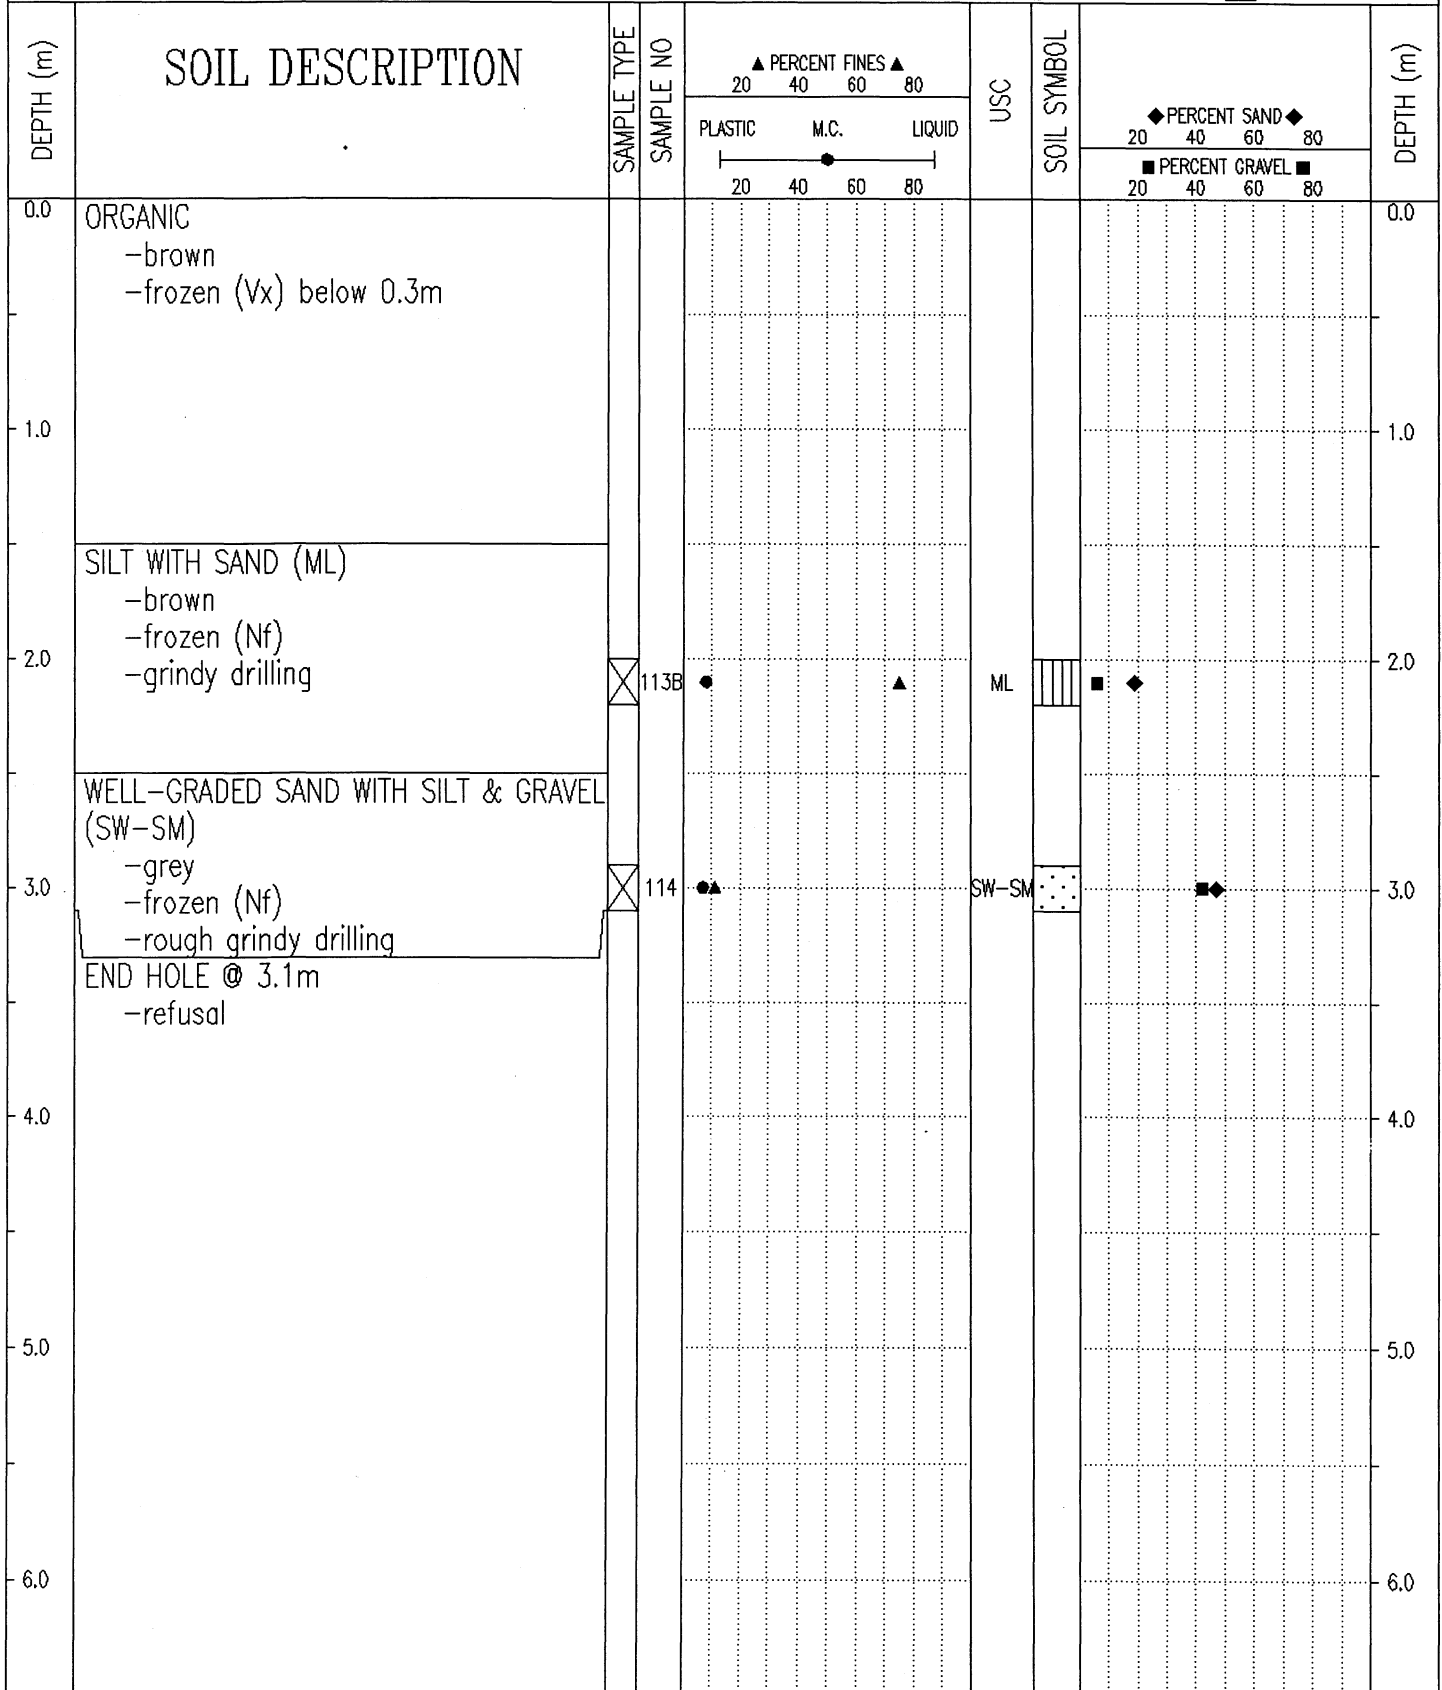 DEPTH (m)
SOIL DESCRIPTION
SAMPLE TYPE
SAMPLE NO
▲ PERCENT FINES ▲
20 40 60 80
PLASTIC M.C. LIQUID
20 40 60 80
USC
SOIL SYMBOL
◆ PERCENT SAND ◆
20 40 60 80
■ PERCENT GRAVEL ■
20 40 60 80
DEPTH (m)
0.0 ORGANIC 0.0
-brown
-frozen (Vx) below 0.3m
1.0 1.0
SILT WITH SAND (ML)
-brown
-frozen (Nf)
2.0 2.0
-grindy drilling 113B ML
WELL-GRADED SAND WITH SILT & GRAVEL
(SW-SM)
-grey
3.0 114 SW-SM 3.0
-frozen (Nf)
-rough grindy drilling
END HOLE @ 3.1m
-refusal
4.0 4.0
5.0 5.0
6.0 6.0